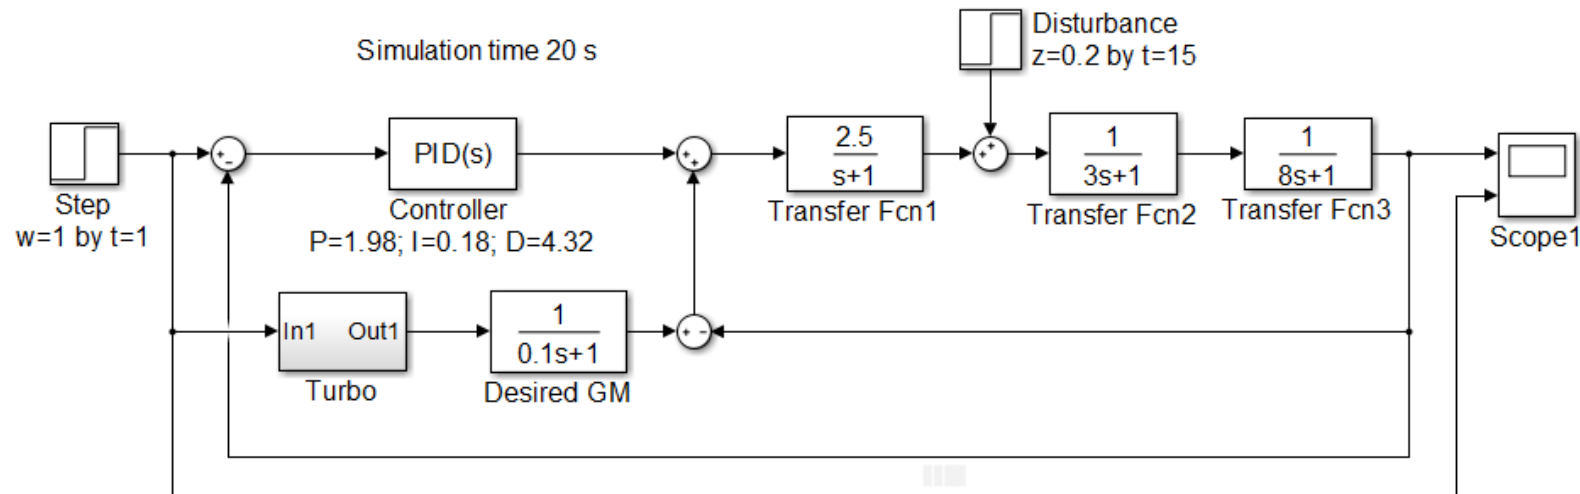 Simulation time 20 s
Disturbance
z=0.2 by t=15
Step
w=1 by t=1
+
-
PID(s)
Controller
P=1.98; I=0.18; D=4.32
+
+
2.5
s+1
Transfer Fcn1
+
+
1
3s+1
Transfer Fcn2
1
8s+1
Transfer Fcn3
Scope1
In1 Out1
Turbo
1
0.1s+1
Desired GM
+ -